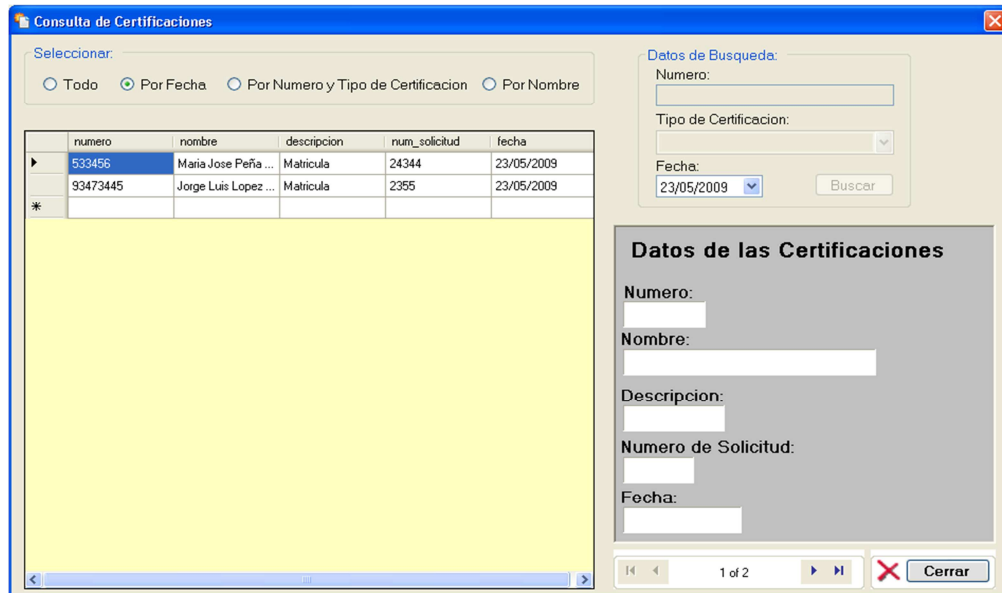 Consulta de Certificaciones
Seleccionar:
Todo Por Fecha Por Numero y Tipo de Certificacion Por Nombre
Datos de Busqueda:
Numero:
Tipo de Certificacion:
Fecha:
23/05/2009 Buscar
numero nombre descripcion num_solicitud fecha
533456 Maria Jose Peña ... Matricula 24344 23/05/2009
93473445 Jorge Luis Lopez ... Matricula 2355 23/05/2009
Datos de las Certificaciones
Numero:
Nombre:
Descripcion:
Numero de Solicitud:
Fecha:
1 of 2
Cerrar